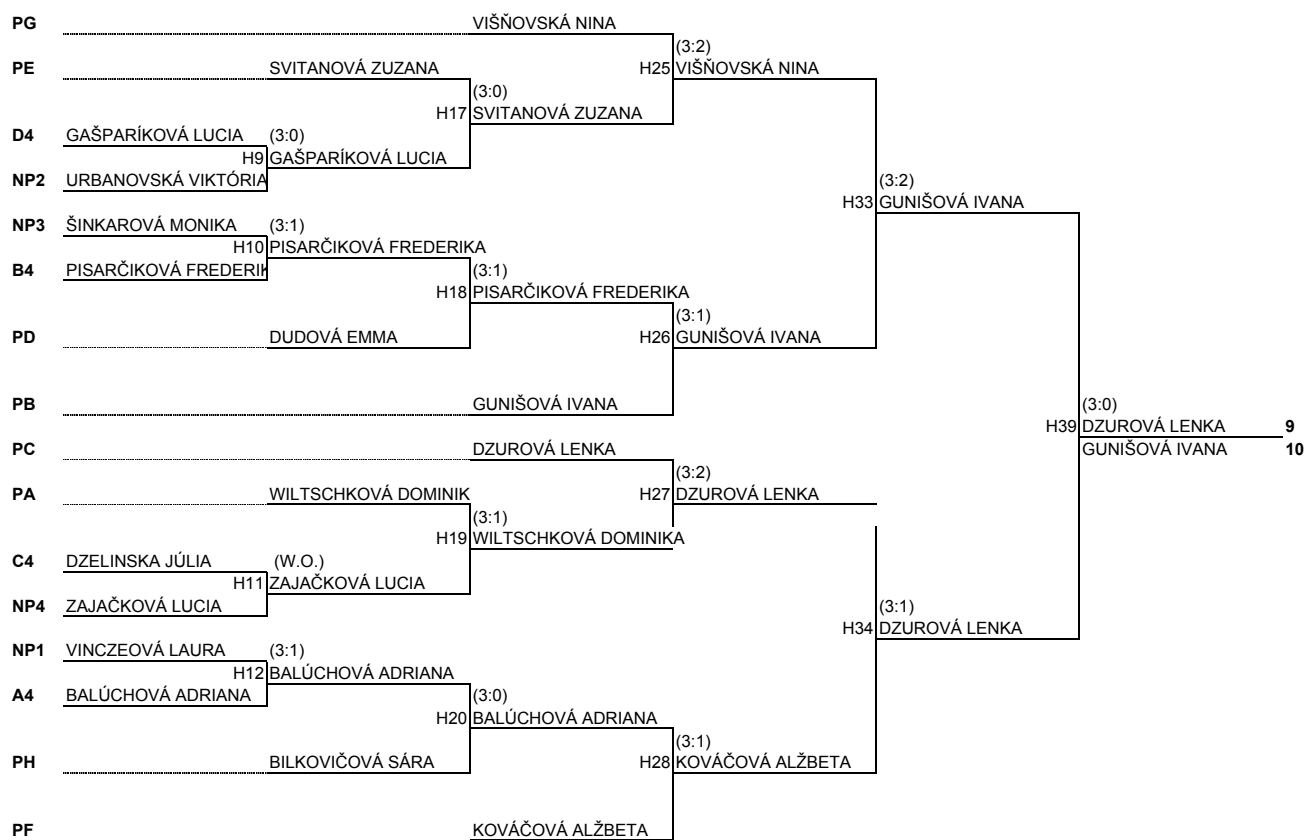 PG VIŠŇOVSKÁ NINA
(3:2)
PE SVITANOVÁ ZUZANA H25 VIŠŇOVSKÁ NINA
(3:0)
H17 SVITANOVÁ ZUZANA
D4 GAŠPARÍKOVÁ LUCIA (3:0)
H9 GAŠPARÍKOVÁ LUCIA
NP2 URBANOVSKÁ VIKTÓRIA (3:2)
H33 GUNIŠOVÁ IVANA
NP3 ŠINKAROVÁ MONIKA (3:1)
H10 PISARČIKOVÁ FREDERIKA
B4 PISARČIKOVÁ FREDERIK (3:1)
H18 PISARČIKOVÁ FREDERIKA
(3:1)
PD DUDOVÁ EMMA H26 GUNIŠOVÁ IVANA
PB GUNIŠOVÁ IVANA (3:0)
H39 DZUROVÁ LENKA 9
PC DZUROVÁ LENKA GUNIŠOVÁ IVANA 10
(3:2)
PA WILTSCHKOVÁ DOMINIK H27 DZUROVÁ LENKA
(3:1)
H19 WILTSCHKOVÁ DOMINIKA
C4 DZELINSKA JÚLIA (W.O.)
H11 ZAJAČKOVÁ LUCIA
NP4 ZAJAČKOVÁ LUCIA (3:1)
H34 DZUROVÁ LENKA
NP1 VINCZEOVÁ LAURA (3:1)
H12 BALÚCHOVÁ ADRIANA
A4 BALÚCHOVÁ ADRIANA (3:0)
H20 BALÚCHOVÁ ADRIANA
(3:1)
PH BILKOVIČOVÁ SÁRA H28 KOVÁČOVÁ ALŽBETA
PF KOVÁČOVÁ ALŽBETA